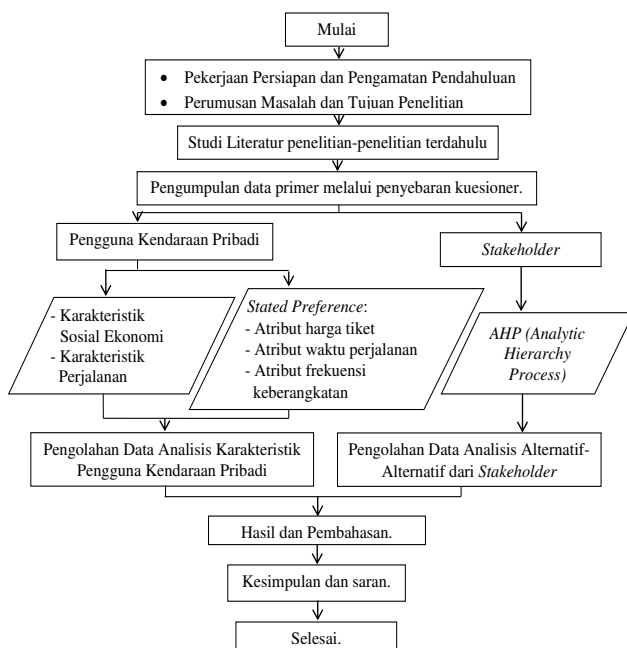 Mulai
• Pekerjaan Persiapan dan Pengamatan Pendahuluan
• Perumusan Masalah dan Tujuan Penelitian
Studi Literatur penelitian-penelitian terdahulu
Pengumpulan data primer melalui penyebaran kuesioner.
Pengguna Kendaraan Pribadi
Stakeholder
- Karakteristik
Sosial Ekonomi
- Karakteristik
Perjalanan
Stated Preference:
- Atribut harga tiket
- Atribut waktu perjalanan
- Atribut frekuensi
keberangkatan
AHP (Analytic
Hierarchy
Process)
Pengolahan Data Analisis Karakteristik
Pengguna Kendaraan Pribadi
Pengolahan Data Analisis Alternatif-
Alternatif dari Stakeholder
Hasil dan Pembahasan.
Kesimpulan dan saran.
Selesai.